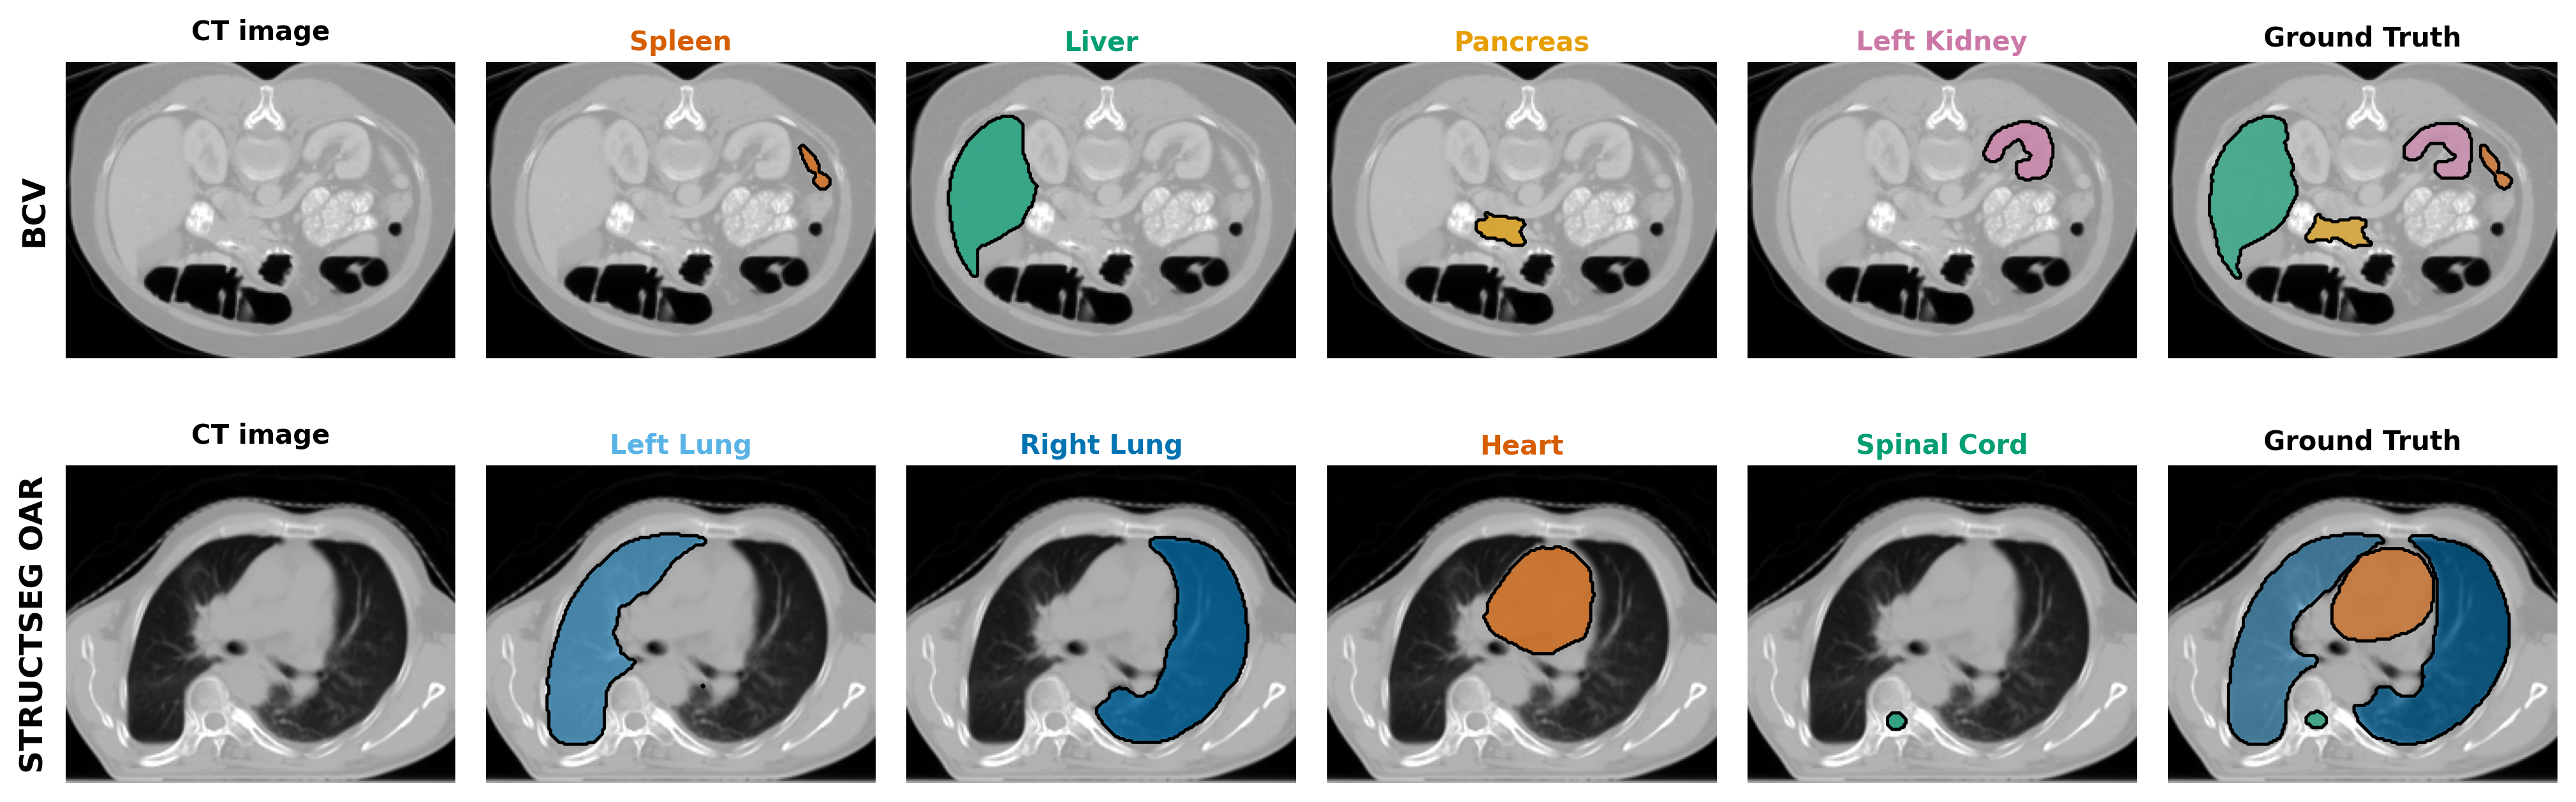 CT image
Spleen
Liver
Pancreas
Left Kidney
Ground Truth
BCV
CT image
Left Lung
Right Lung
Heart
Spinal Cord
Ground Truth
STRUCTSEG OAR